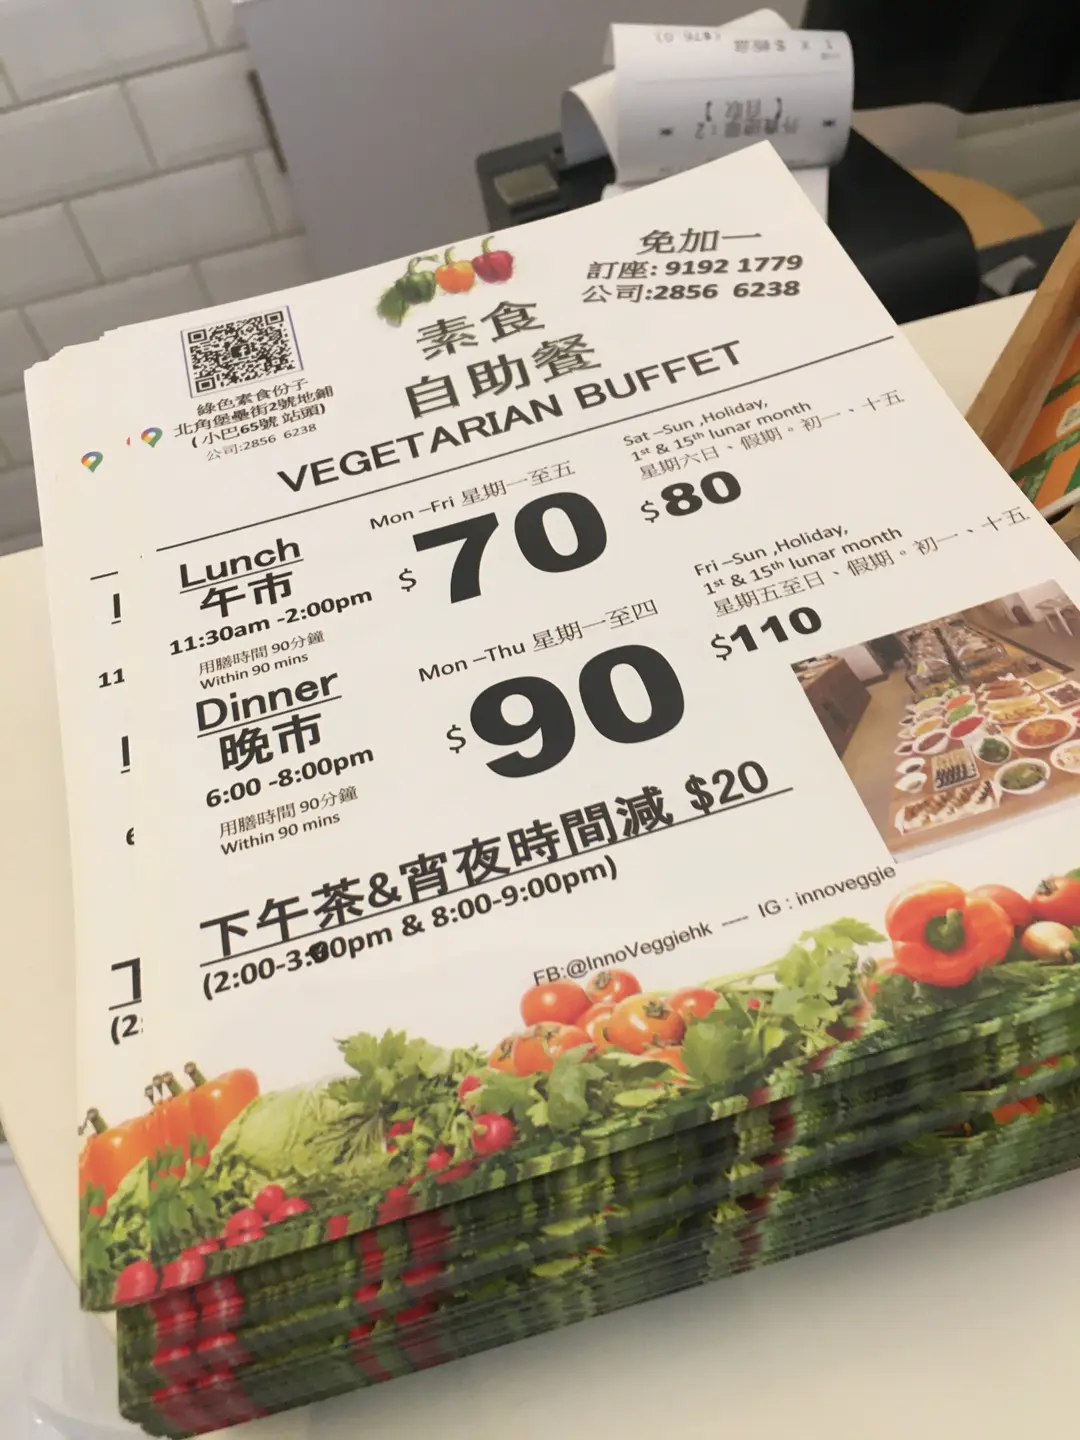 免加一
訂座: 9192 1779
公司:2856 6238
素食
自助餐
VEGETARIAN BUFFET
綠色素食份子
北角堡壘街2號地鋪
( 小巴65號 站頭)
公司:2856 6238
Mon –Fri 星期一至五
$70
Sat –Sun ,Holiday,
1st & 15th lunar month
星期六日、假期。初一、十五
$80
Lunch
午市
11:30am -2:00pm
用膳時間 90分鐘
Within 90 mins
Mon –Thu 星期一至四
$90
Fri –Sun ,Holiday,
1st & 15th lunar month
星期五至日、假期。初一、十五
$110
Dinner
晚市
6:00 -8:00pm
用膳時間 90分鐘
Within 90 mins
下午茶&宵夜時間減 $20
(2:00-3:00pm & 8:00-9:00pm)
FB:@InnoVeggiehk ---- IG : innoveggie
11
(2: